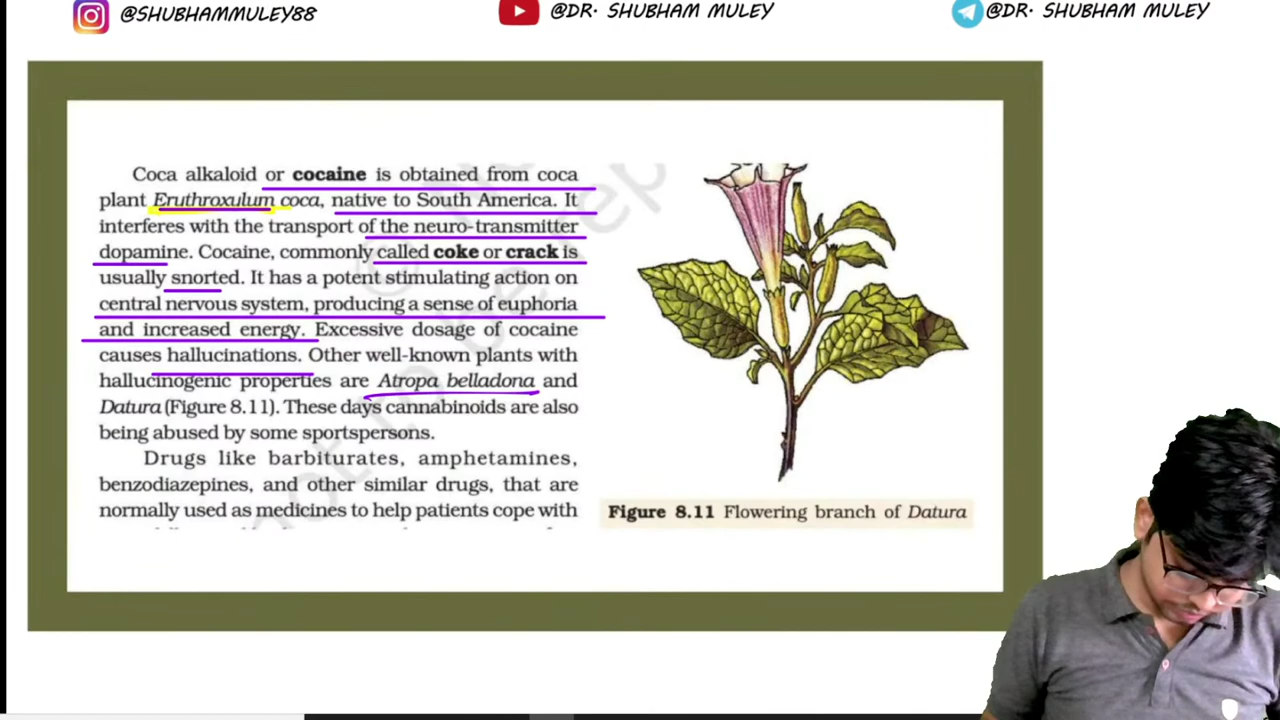 @SHUBHAMMULEY88
@DR. SHUBHAM MULEY
@DR. SHUBHAM MULEY
Coca alkaloid or cocaine is obtained from coca
plant Eruthroxulum coca, native to South America. It
interferes with the transport of the neuro-transmitter
dopamine. Cocaine, commonly called coke or crack is
usually snorted. It has a potent stimulating action on
central nervous system, producing a sense of euphoria
and increased energy. Excessive dosage of cocaine
causes hallucinations. Other well-known plants with
hallucinogenic properties are Atropa belladona and
Datura (Figure 8.11). These days cannabinoids are also
being abused by some sportspersons.
Drugs like barbiturates, amphetamines,
benzodiazepines, and other similar drugs, that are
normally used as medicines to help patients cope with
Figure 8.11 Flowering branch of Datura